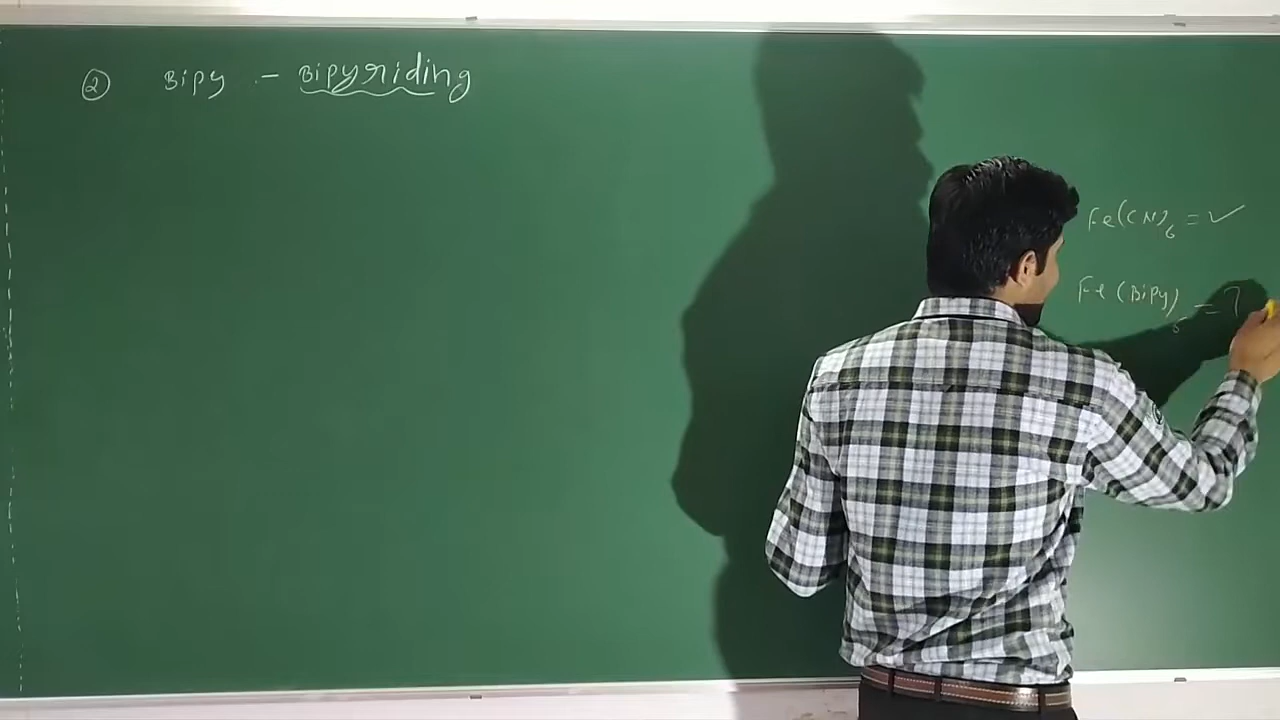 ② Bipy - Bipyriding
Fe(CN)6 = ✓
Fe(Bipy)6 = ?